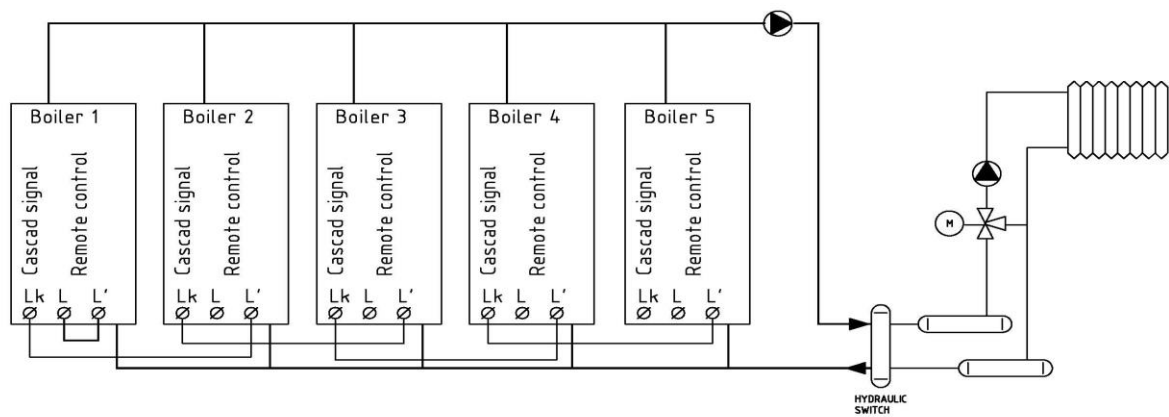 Boiler 1
Cascad signal
Remote control
Lk L L'
Boiler 2
Cascad signal
Remote control
Lk L L'
Boiler 3
Cascad signal
Remote control
Lk L L'
Boiler 4
Cascad signal
Remote control
Lk L L'
Boiler 5
Cascad signal
Remote control
Lk L L'
M
HYDRAULIC
SWITCH